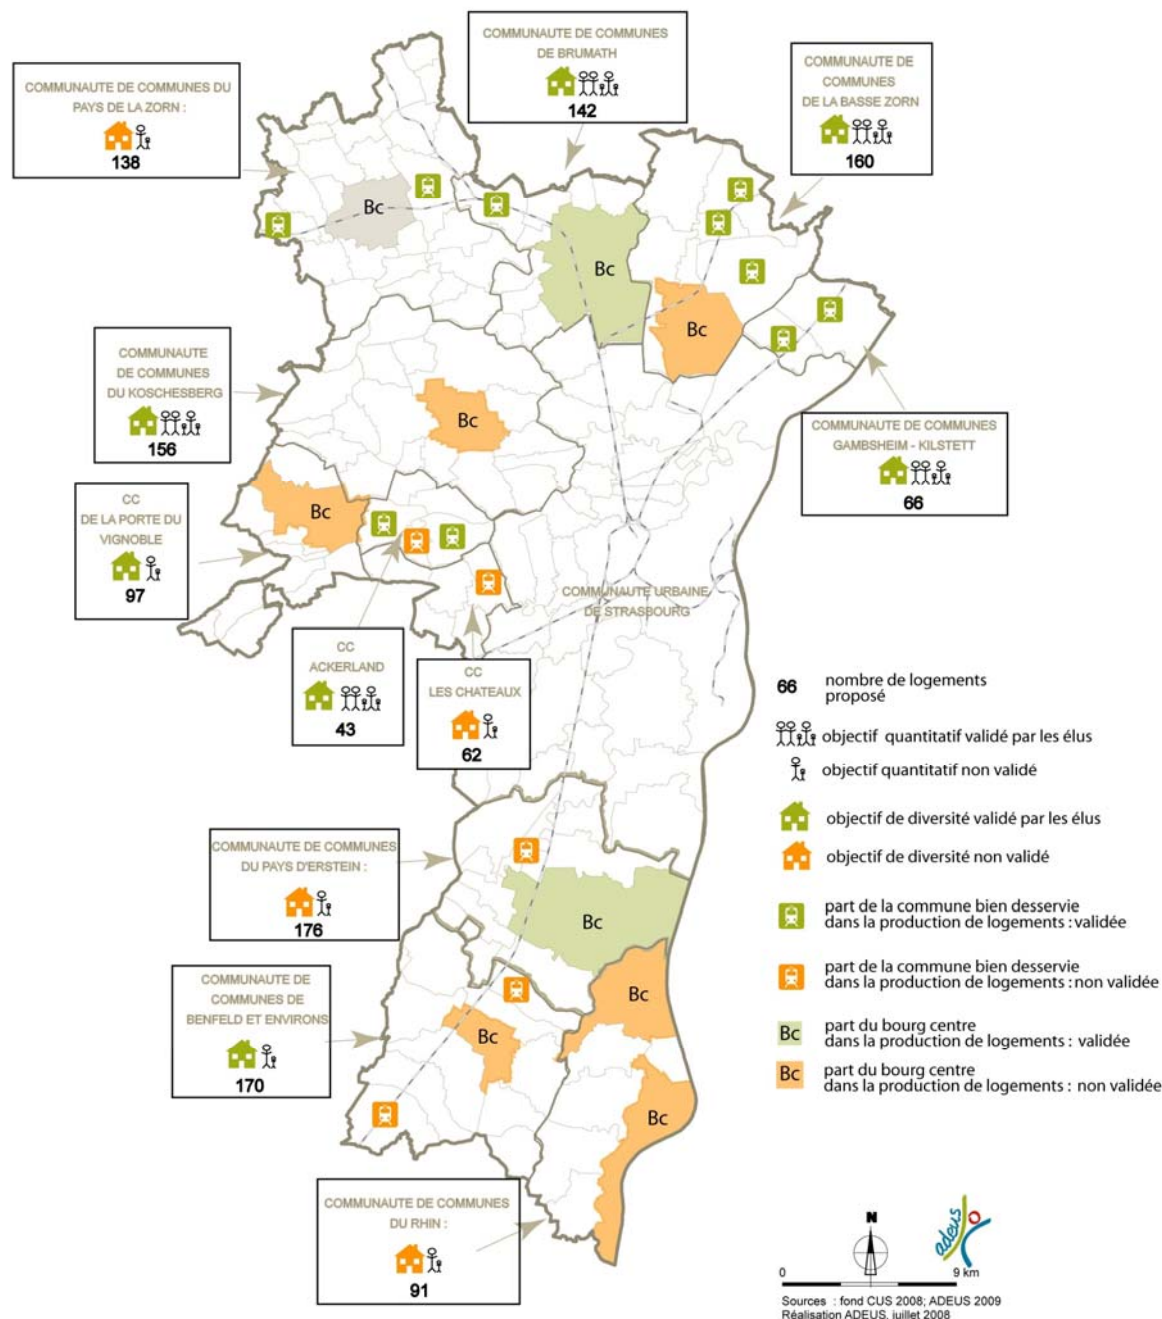 COMMUNAUTE DE COMMUNES
DE BRUMATH
142
COMMUNAUTE DE
COMMUNES
DE LA BASSE ZORN
160
COMMUNAUTE DE COMMUNES DU
PAYS DE LA ZORN :
138
Bc
Bc
Bc
COMMUNAUTE
DE COMMUNES
DU KOSCHESBERG
156
Bc
COMMUNAUTE DE COMMUNES
GAMBSHEIM - KILSTETT
66
CC
DE LA PORTE DU
VIGNOBLE
97
Bc
COMMUNAUTE URBAINE
DE STRASBOURG
CC
ACKERLAND
43
CC
LES CHATEAUX
62
66 nombre de logements
proposé
objectif quantitatif validé par les élus
objectif quantitatif non validé
objectif de diversité validé par les élus
objectif de diversité non validé
part de la commune bien desservie
dans la production de logements : validée
part de la commune bien desservie
dans la production de logements : non validée
Bc part du bourg centre
dans la production de logements : validée
Bc part du bourg centre
dans la production de logements : non validée
COMMUNAUTE DE COMMUNES
DU PAYS D'ERSTEIN :
176
Bc
Bc
COMMUNAUTE DE
COMMUNES DE
BENFELD ET ENVIRONS
170
Bc
Bc
COMMUNAUTE DE COMMUNES
DU RHIN :
91
N
adeus
0 9 km
Sources : fond CUS 2008; ADEUS 2009
Réalisation ADEUS, juillet 2008